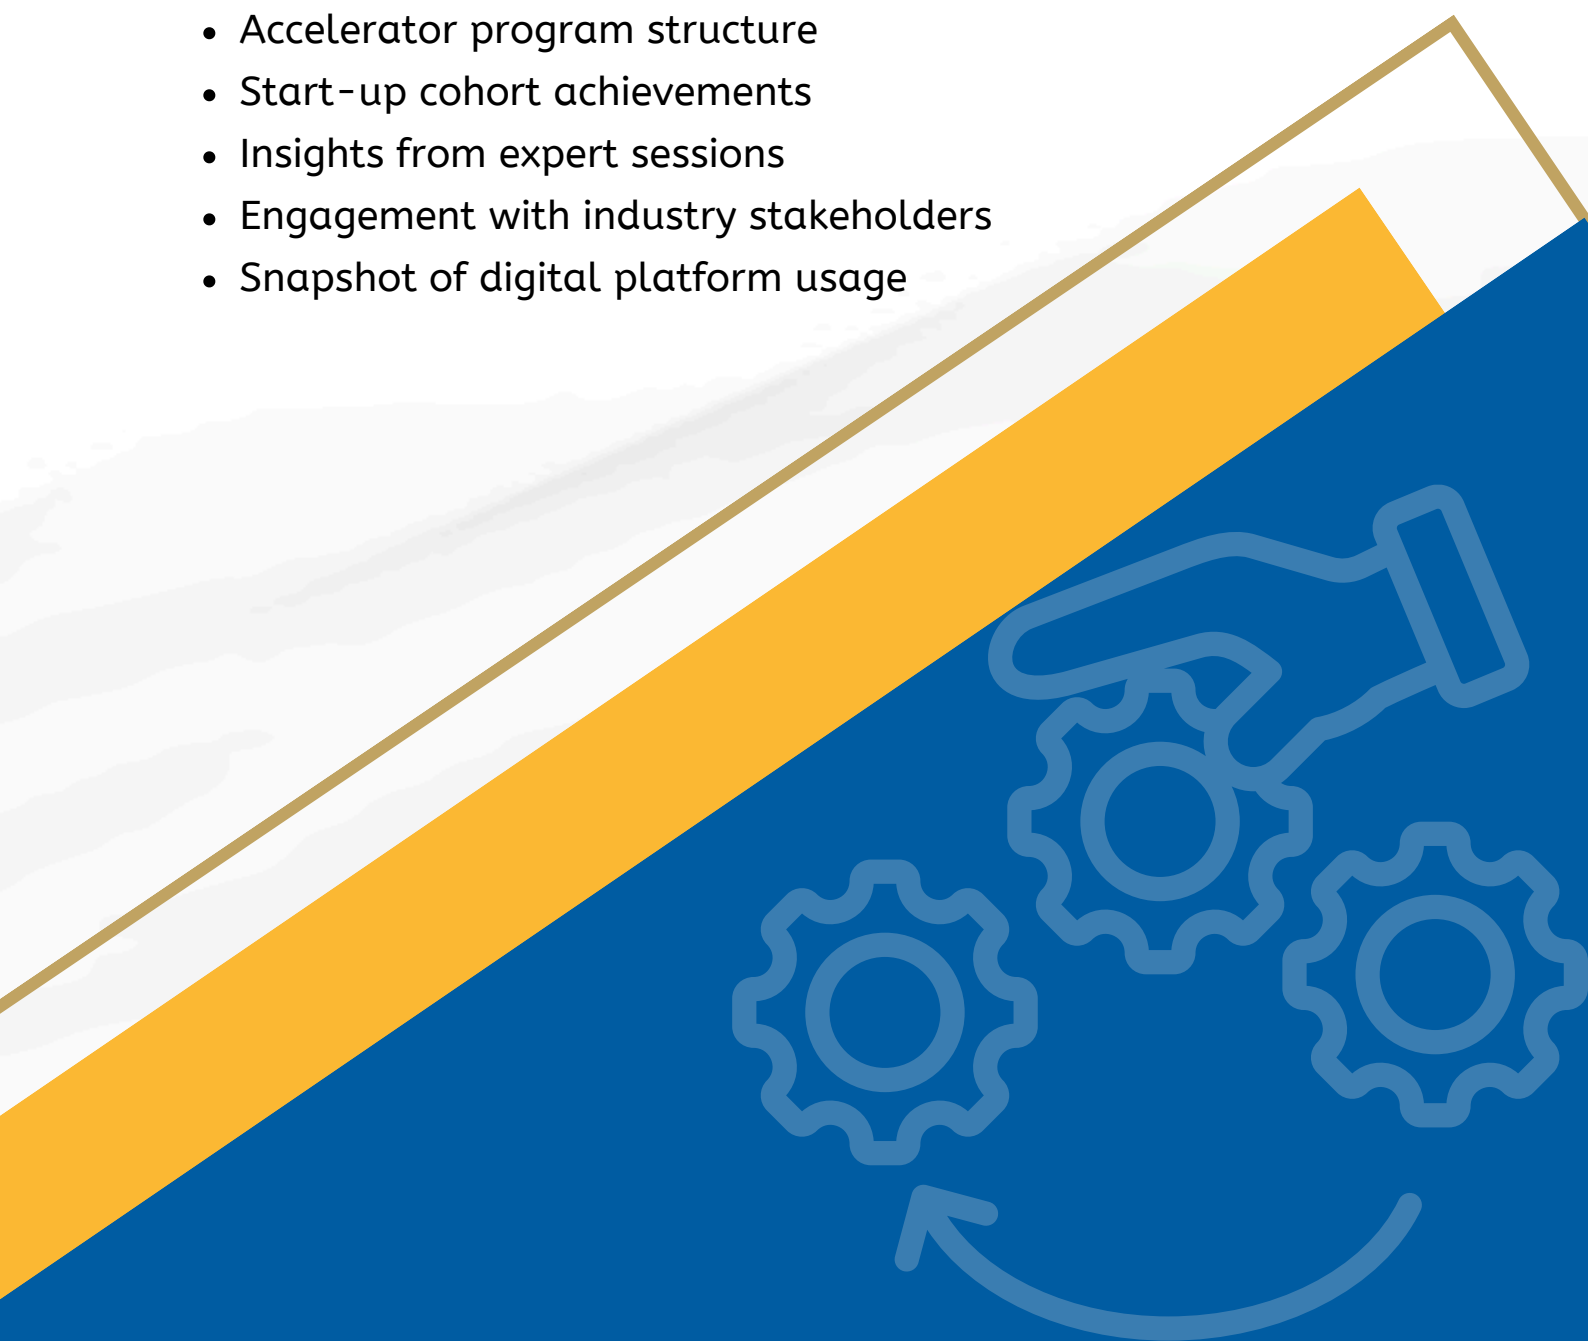 • Accelerator program structure
• Start-up cohort achievements
• Insights from expert sessions
• Engagement with industry stakeholders
• Snapshot of digital platform usage